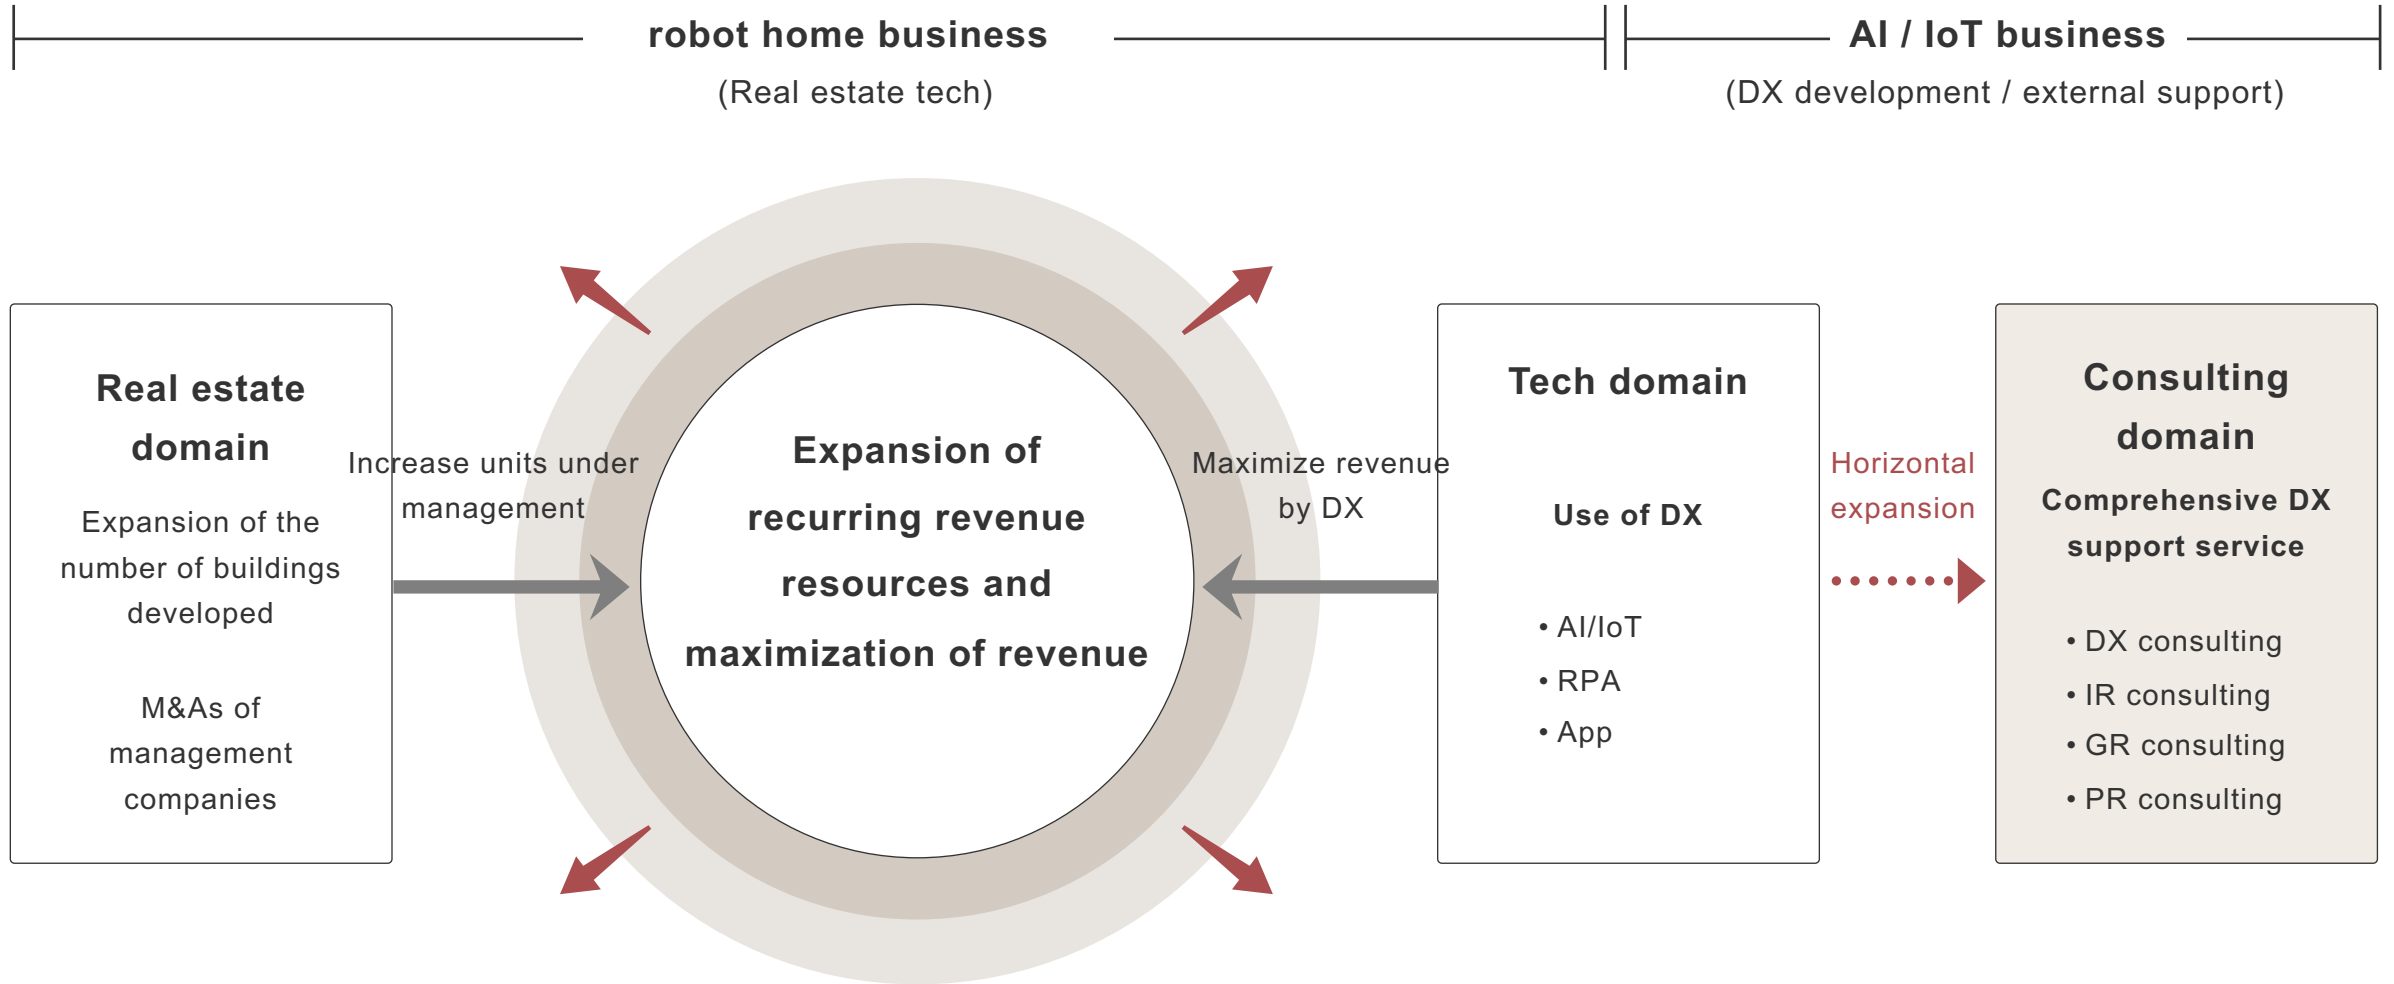 robot home business
(Real estate tech)
AI / IoT business
(DX development / external support)
Real estate
domain
Expansion of the
number of buildings
developed
M&As of
management
companies
Increase units under
management
Expansion of
recurring revenue
resources and
maximization of revenue
Maximize revenue
by DX
Tech domain
Use of DX
• AI/IoT
• RPA
• App
Horizontal
expansion
Consulting
domain
Comprehensive DX
support service
• DX consulting
• IR consulting
• GR consulting
• PR consulting